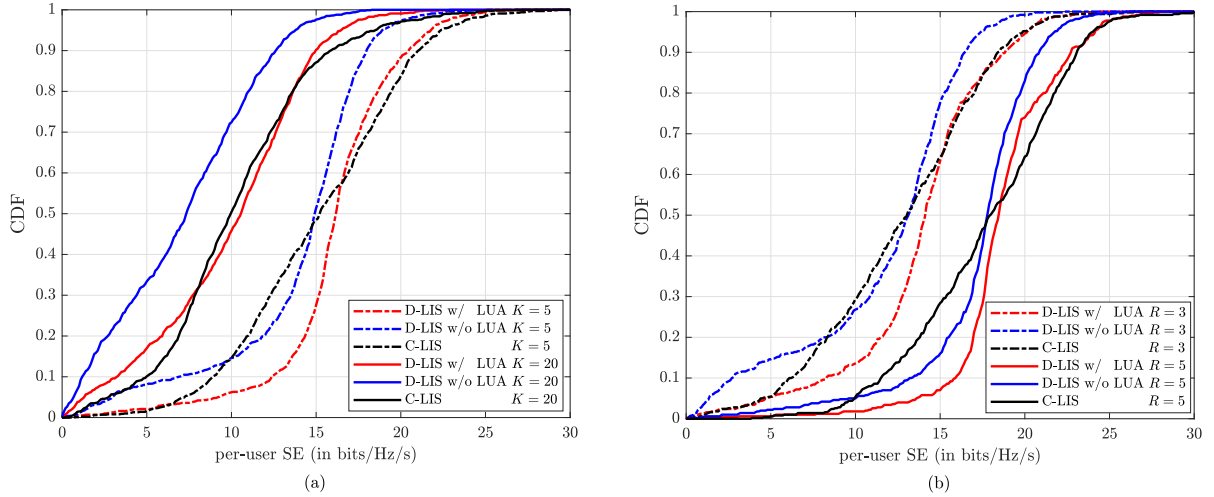 1
0.9
0.8
0.7
0.6
0.5
0.4
0.3
0.2
0.1
0
CDF
D-LIS w/ LUA K = 5
D-LIS w/o LUA K = 5
C-LIS K = 5
D-LIS w/ LUA K = 20
D-LIS w/o LUA K = 20
C-LIS K = 20
0 5 10 15 20 25 30
per-user SE (in bits/Hz/s)
(a)
1
0.9
0.8
0.7
0.6
0.5
0.4
0.3
0.2
0.1
0
CDF
D-LIS w/ LUA R = 3
D-LIS w/o LUA R = 3
C-LIS R = 3
D-LIS w/ LUA R = 5
D-LIS w/o LUA R = 5
C-LIS R = 5
0 5 10 15 20 25 30
per-user SE (in bits/Hz/s)
(b)